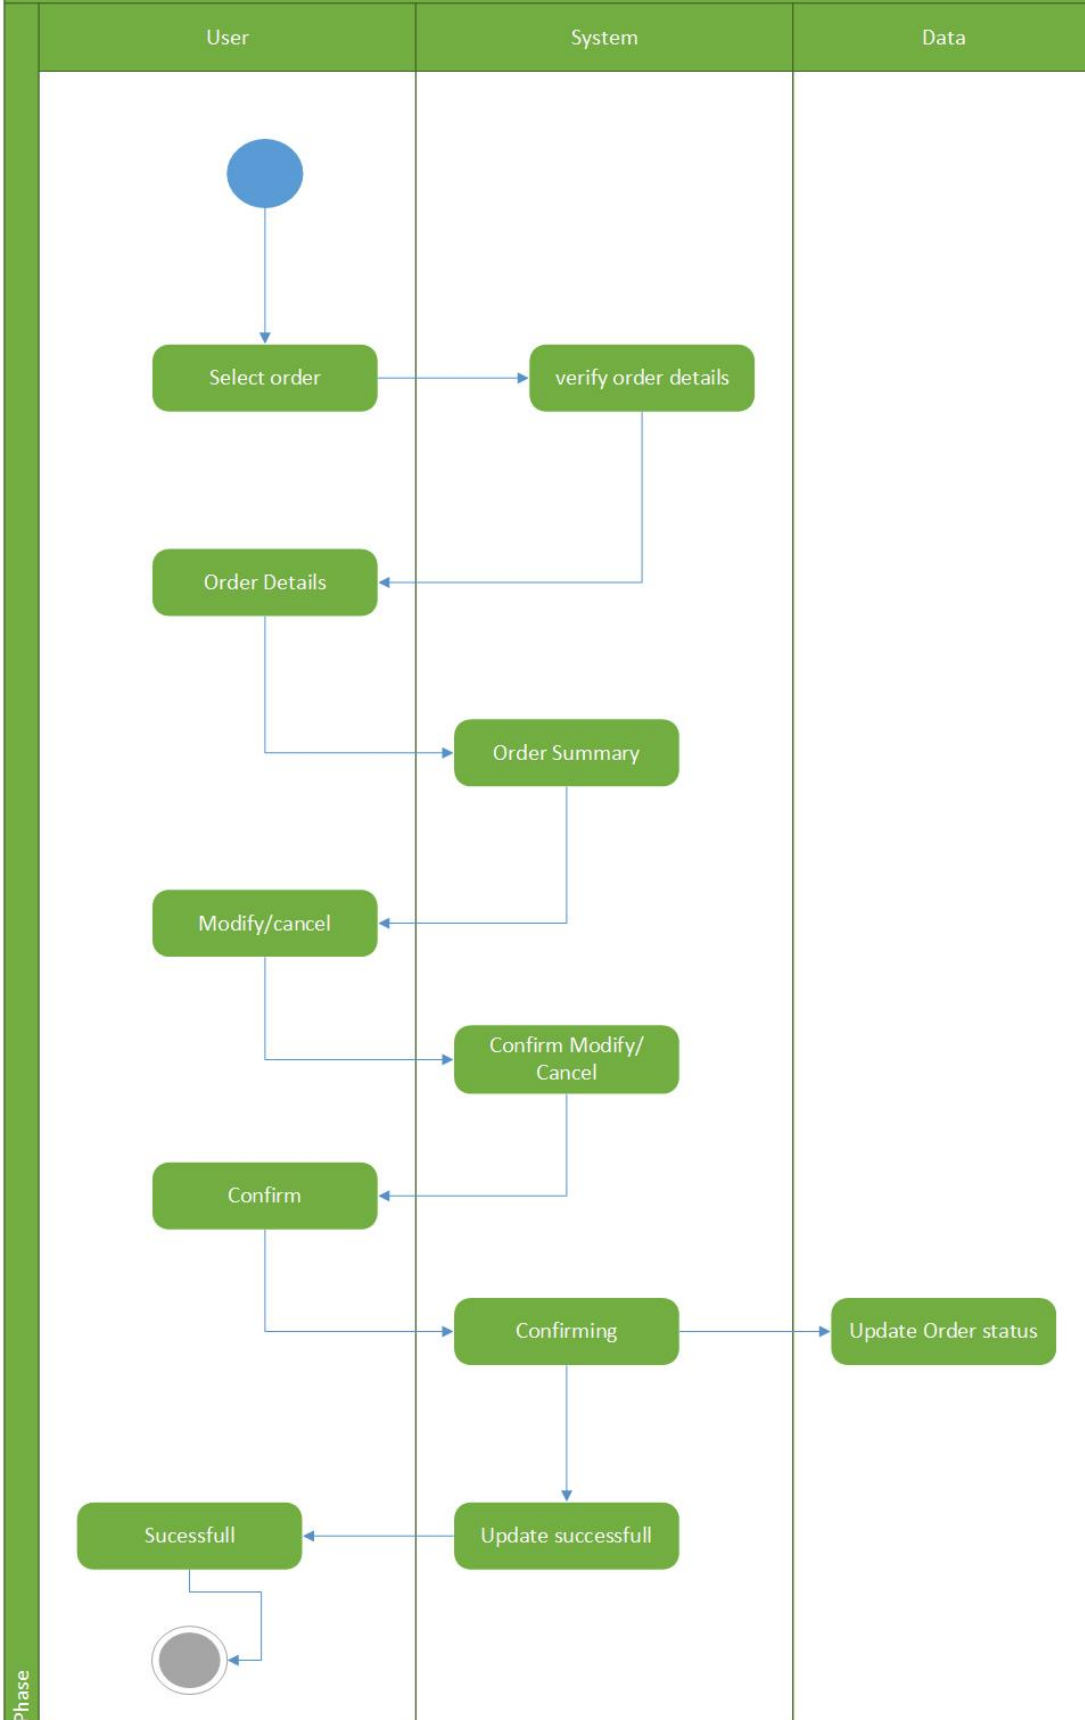 User
System
Data
Select order
verify order details
Order Details
Order Summary
Modify/cancel
Confirm Modify/
Cancel
Confirm
Confirming
Update Order status
Sucessfull
Update successfull
Phase